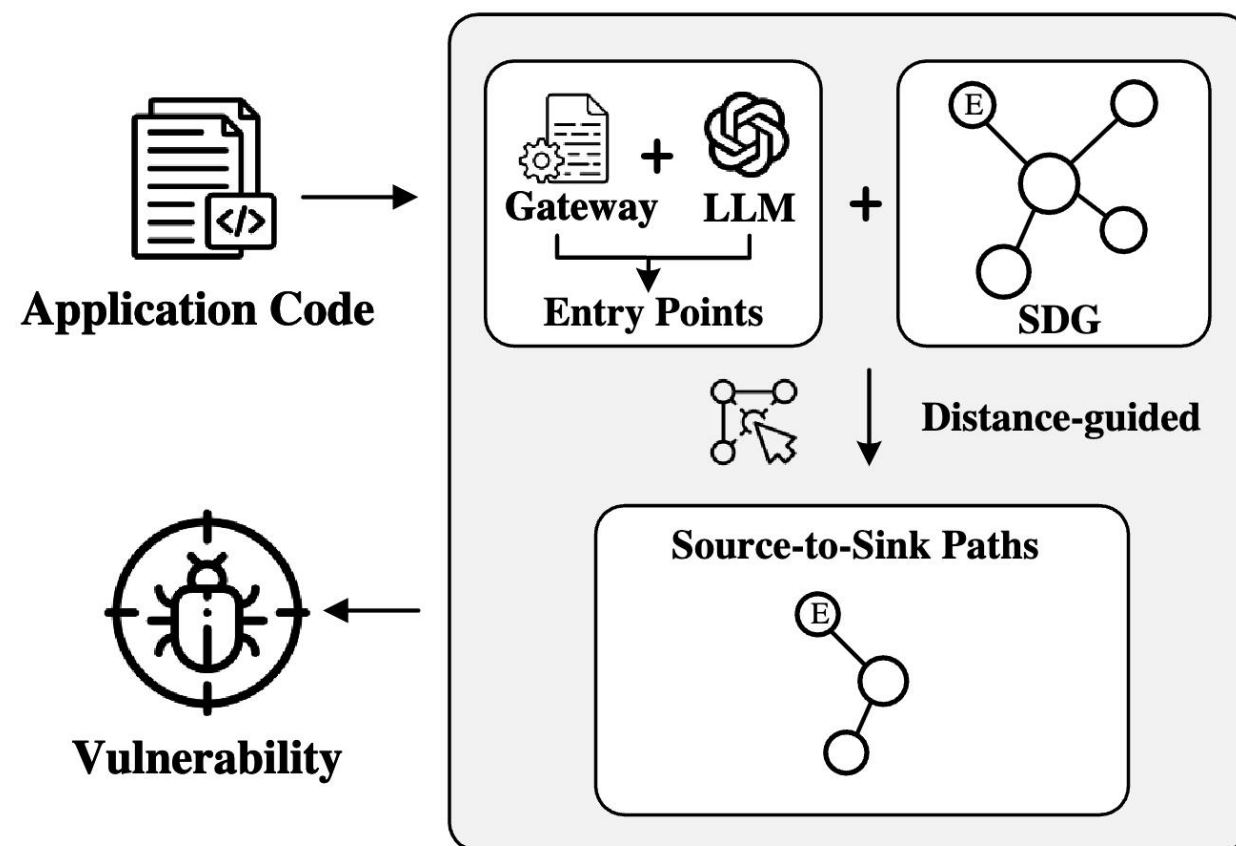 Application Code
</>
Gateway
+
LLM
Entry Points
+
E
SDG
Distance-guided
Source-to-Sink Paths
E
Vulnerability